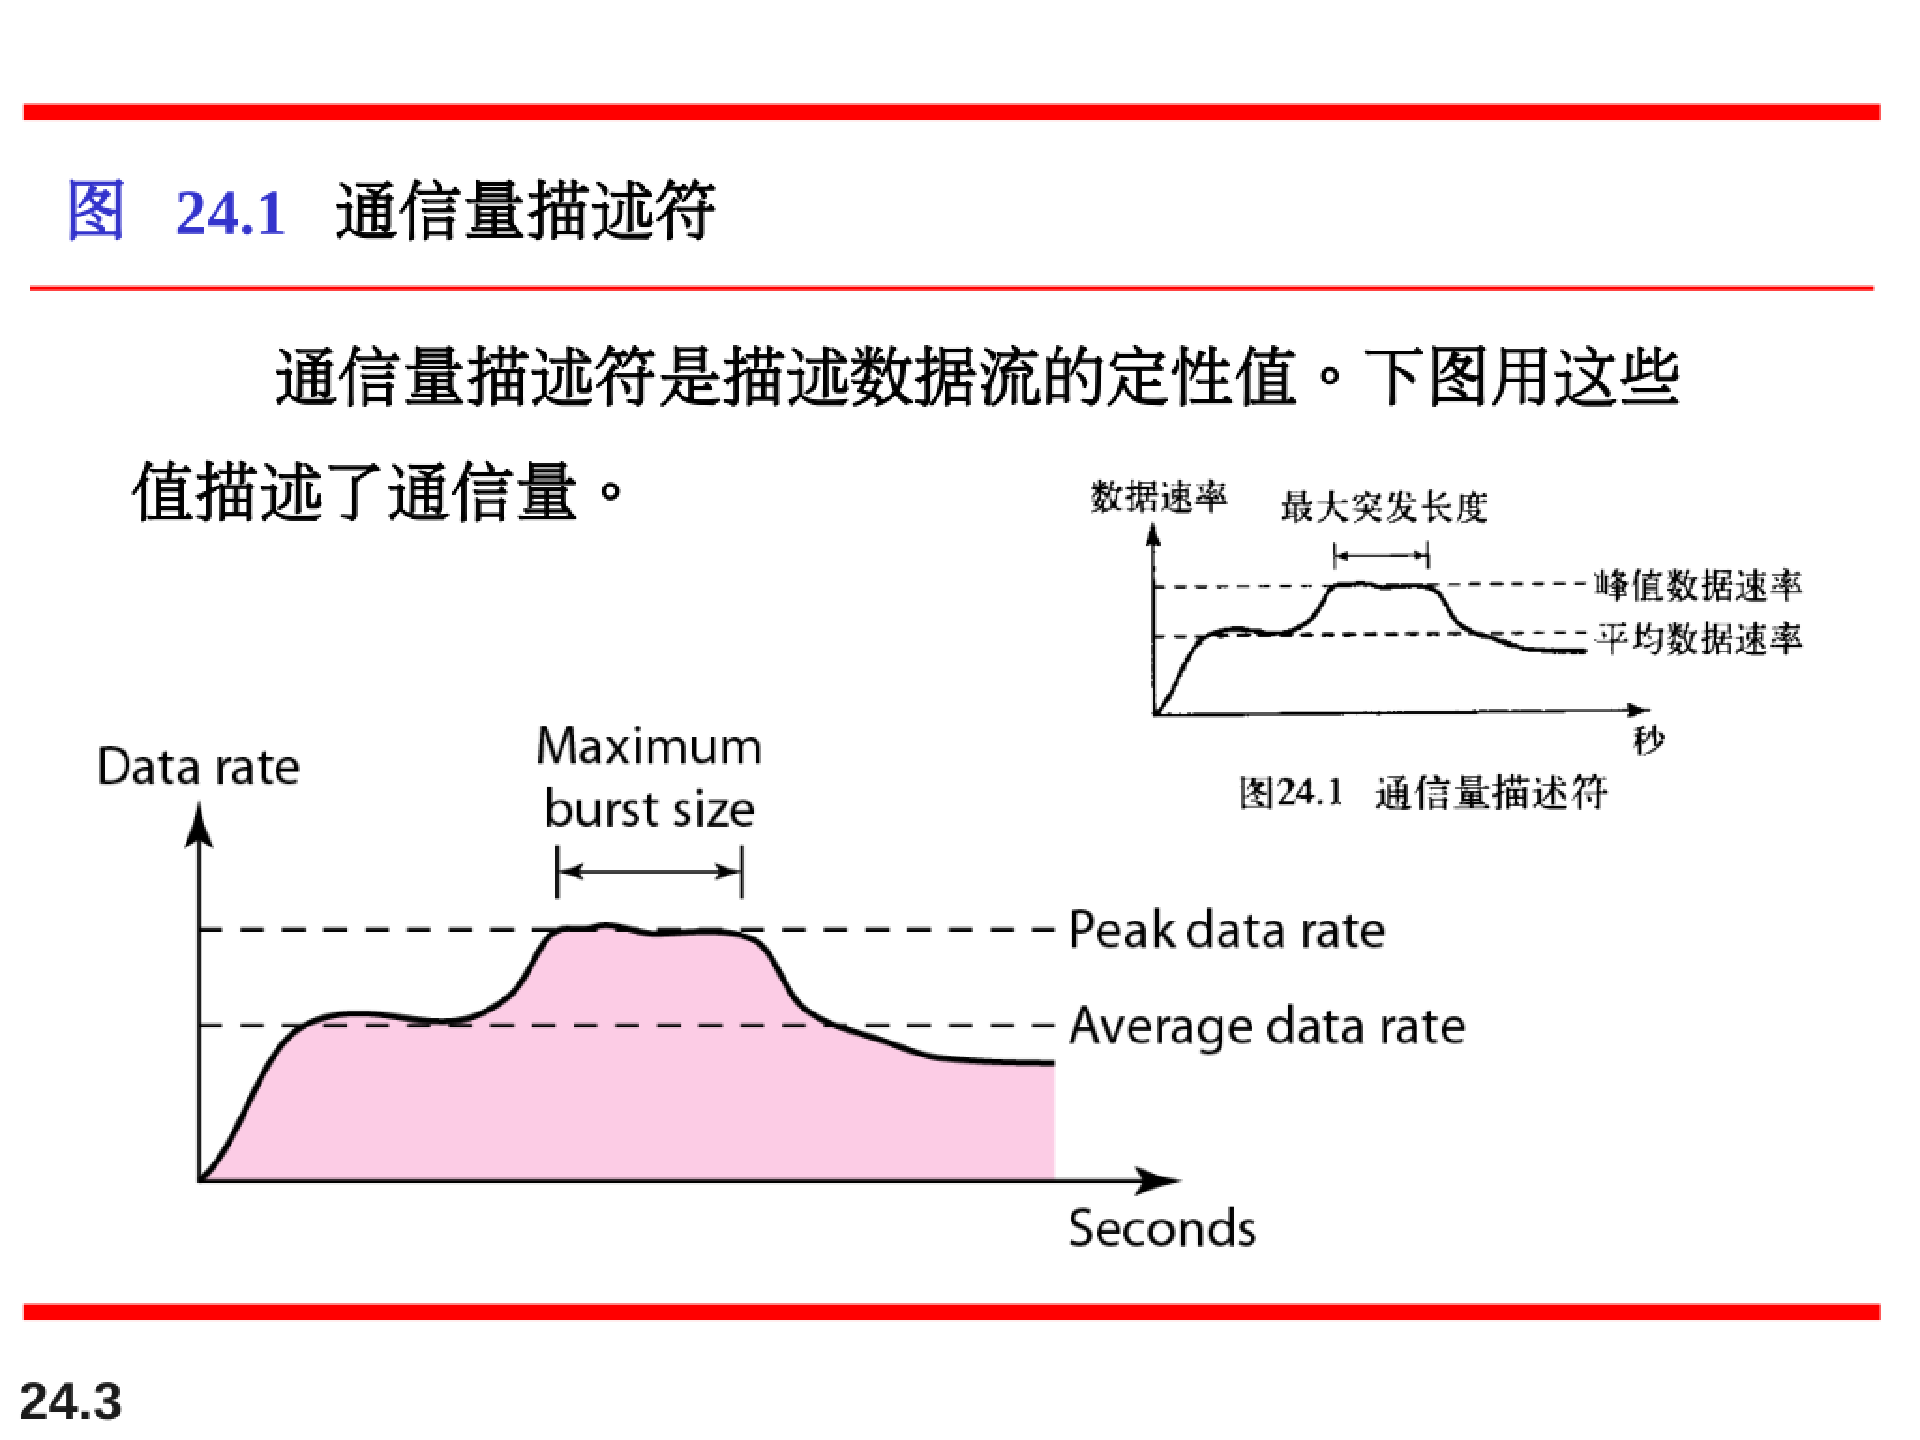 图 24.1 通信量描述符
通信量描述符是描述数据流的定性值。下图用这些
值描述了通信量。
数据速率
最大突发长度
峰值数据速率
平均数据速率
秒
图24.1 通信量描述符
Data rate
Maximum
burst size
Peak data rate
Average data rate
Seconds
24.3